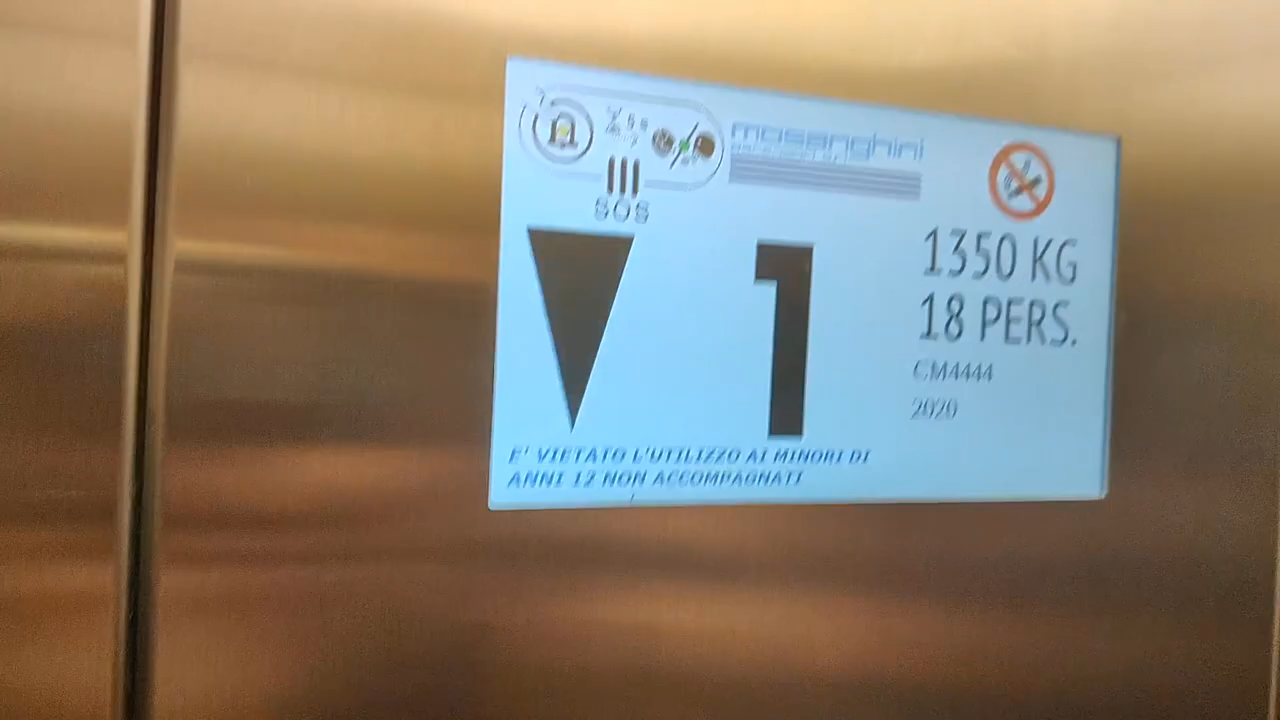 mosanghini
SOS
1
1350 KG
18 PERS.
CM4444
2020
E' VIETATO L'UTILIZZO AI MINORI DI
ANNI 12 NON ACCOMPAGNATI